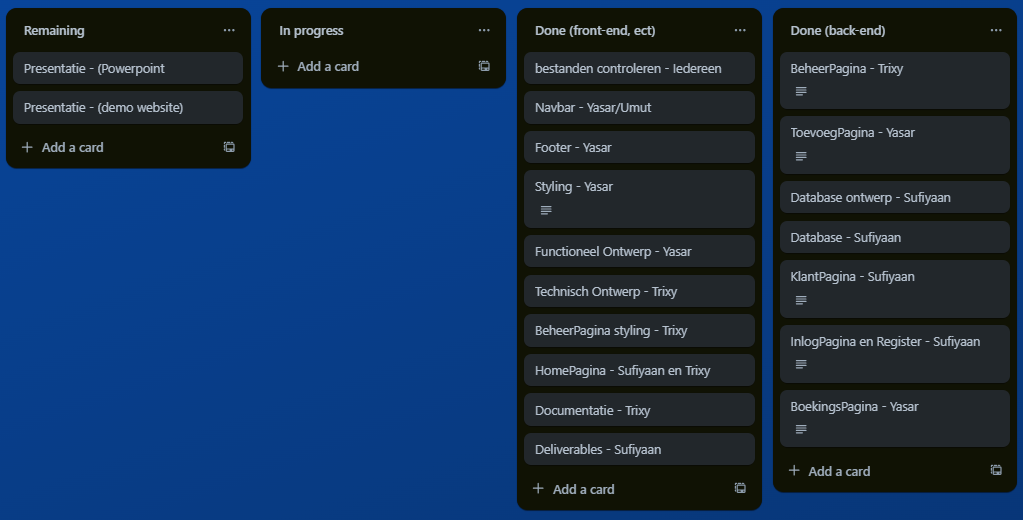 Remaining
Presentatie - (Powerpoint
Presentatie - (demo website)
Add a card
In progress
Add a card
Done (front-end, ect)
bestanden controleren - Iedereen
Navbar - Yasar/Umut
Footer - Yasar
Styling - Yasar
Functioneel Ontwerp - Yasar
Technisch Ontwerp - Trixy
BeheerPagina styling - Trixy
HomePagina - Sufiyaan en Trixy
Documentatie - Trixy
Deliverables - Sufiyaan
Add a card
Done (back-end)
BeheerPagina - Trixy
ToevoegPagina - Yasar
Database ontwerp - Sufiyaan
Database - Sufiyaan
KlantPagina - Sufiyaan
InlogPagina en Register - Sufiyaan
BoekingsPagina - Yasar
Add a card